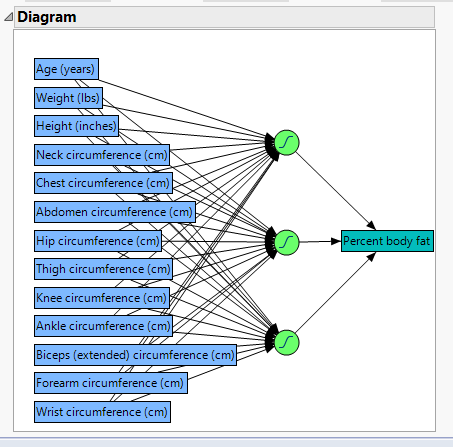 Diagram
Age (years)
Weight (lbs)
Height (inches)
Neck circumference (cm)
Chest circumference (cm)
Abdomen circumference (cm)
Hip circumference (cm)
Thigh circumference (cm)
Knee circumference (cm)
Ankle circumference (cm)
Biceps (extended) circumference (cm)
Forearm circumference (cm)
Wrist circumference (cm)
Percent body fat